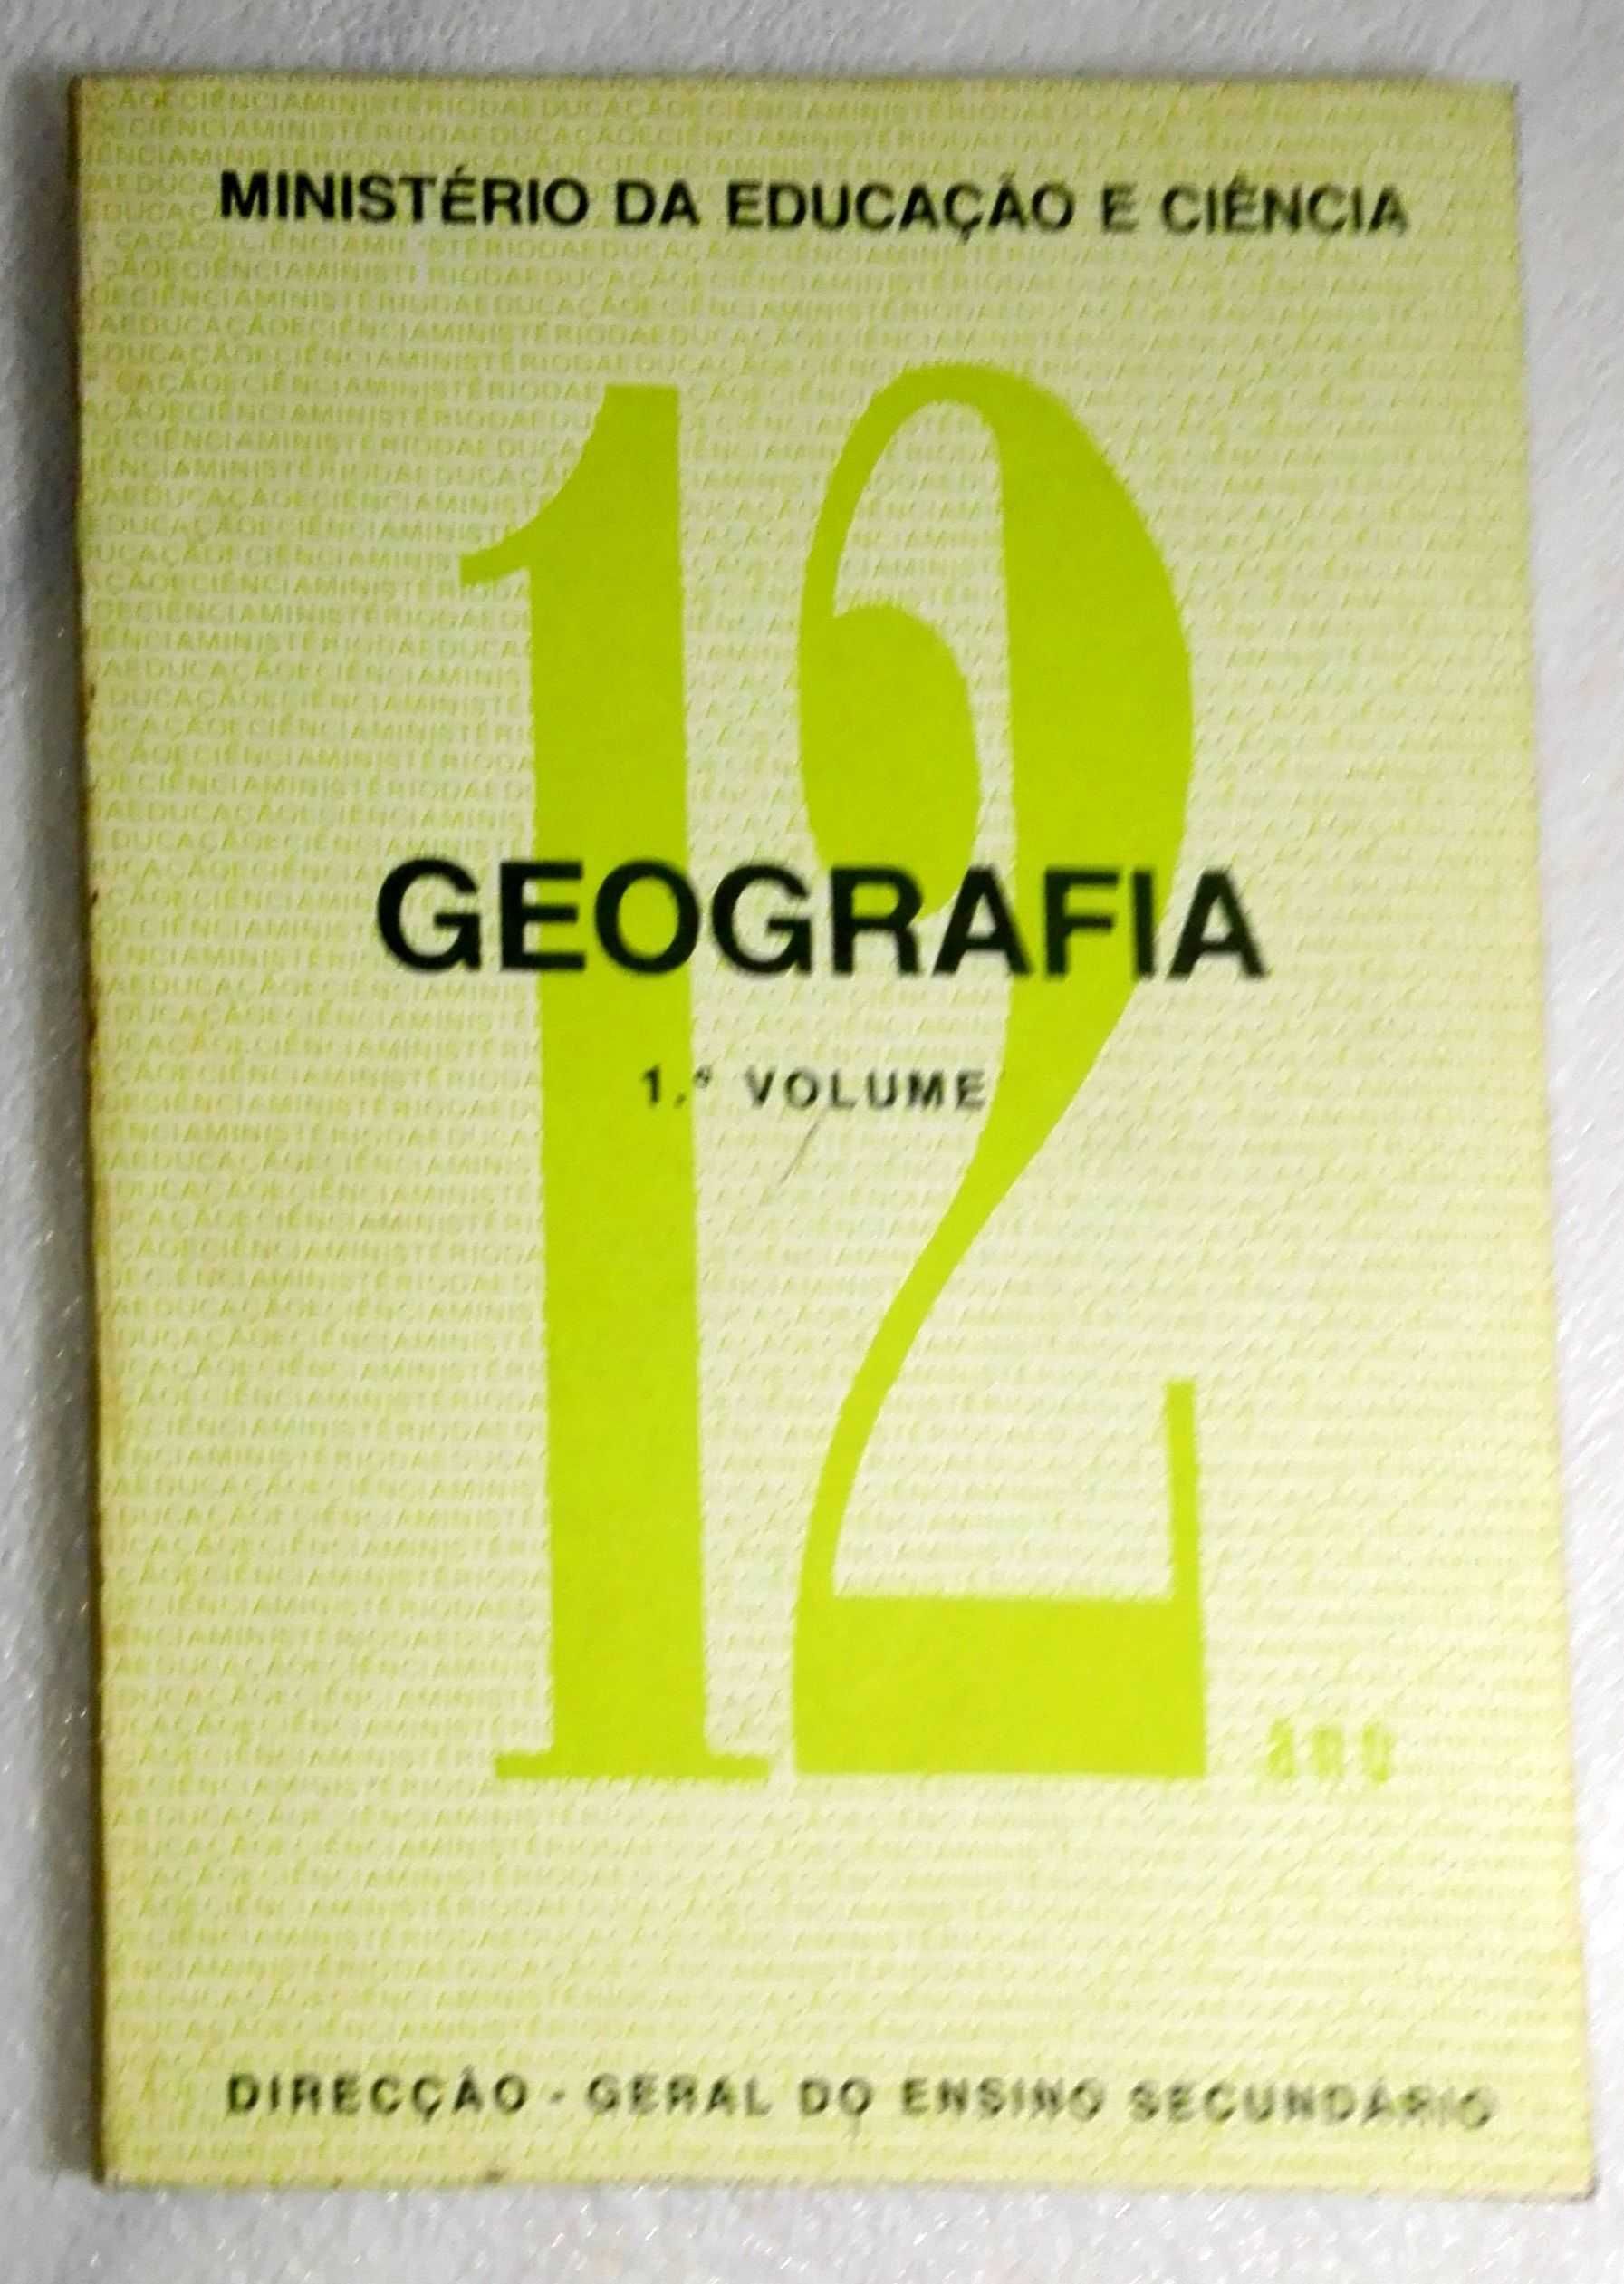 MINISTÉRIO DA EDUCAÇÃO E CIÊNCIA
12
GEOGRAFIA
1.º VOLUME
ano
DIRECÇÃO - GERAL DO ENSINO SECUNDÁRIO